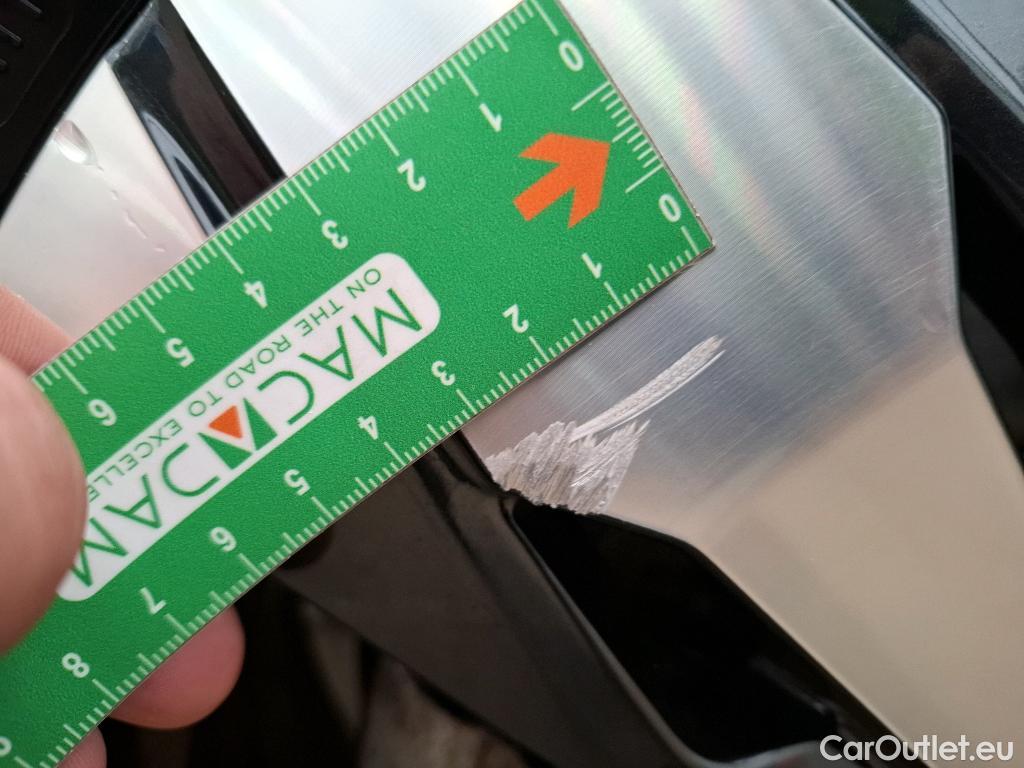 0 1 2 3 4 5 6
MACADAM
ON THE ROAD TO EXCELLE
0 1 2 3 4 5 6 7 8
CarOutlet.eu